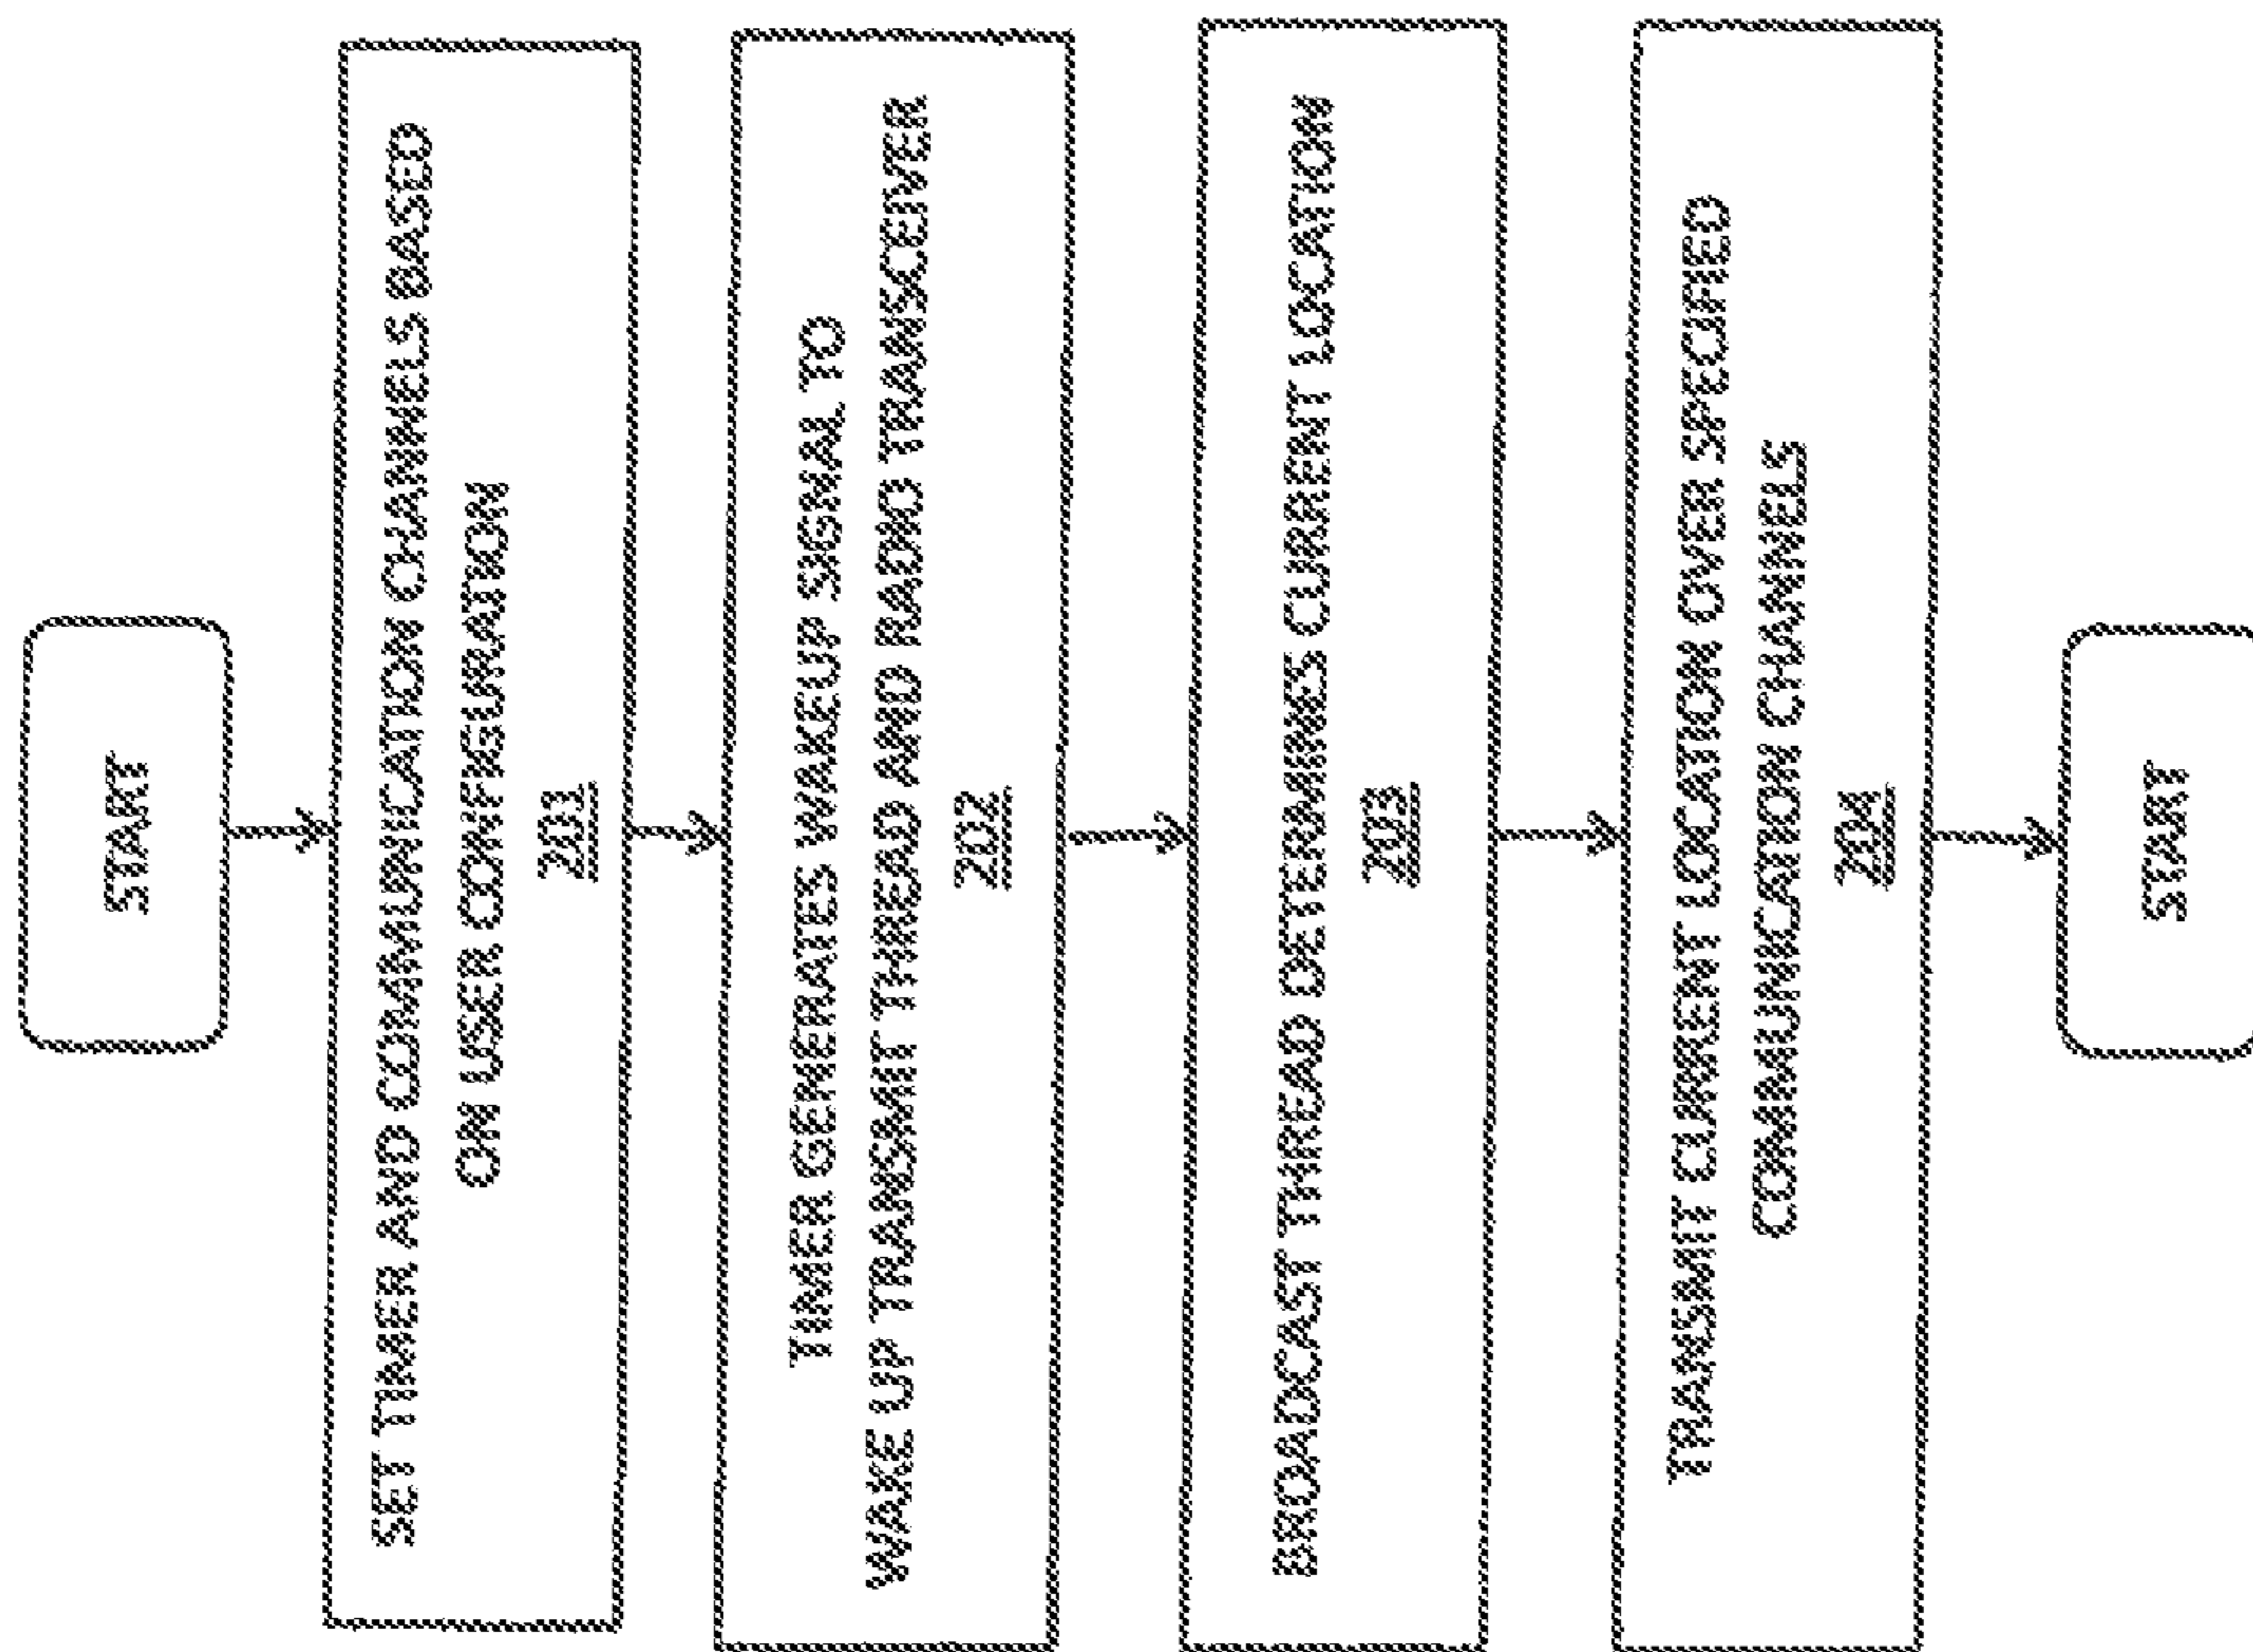 START
SET TIMER AND COMMUNICATION CHANNELS BASED
ON USER CONFIGURATION
201
TIMER GENERATES WAKEUP SIGNAL TO
WAKE UP TRANSMIT THREAD AND RADIO TRANSCEIVER
202
BROADCAST THREAD DETERMINES CURRENT LOCATION
203
TRANSMIT CURRENT LOCATION OVER SPECIFIED
COMMUNICATION CHANNELS
204
START